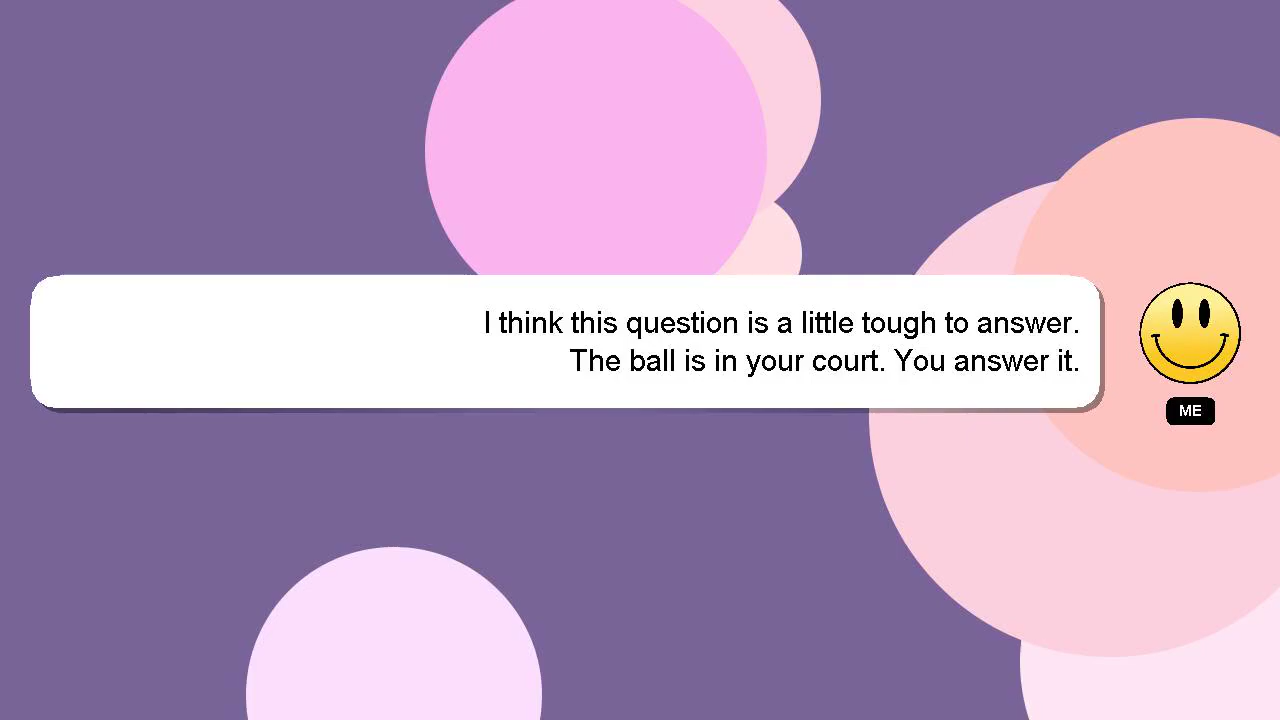 I think this question is a little tough to answer.
The ball is in your court. You answer it.
ME